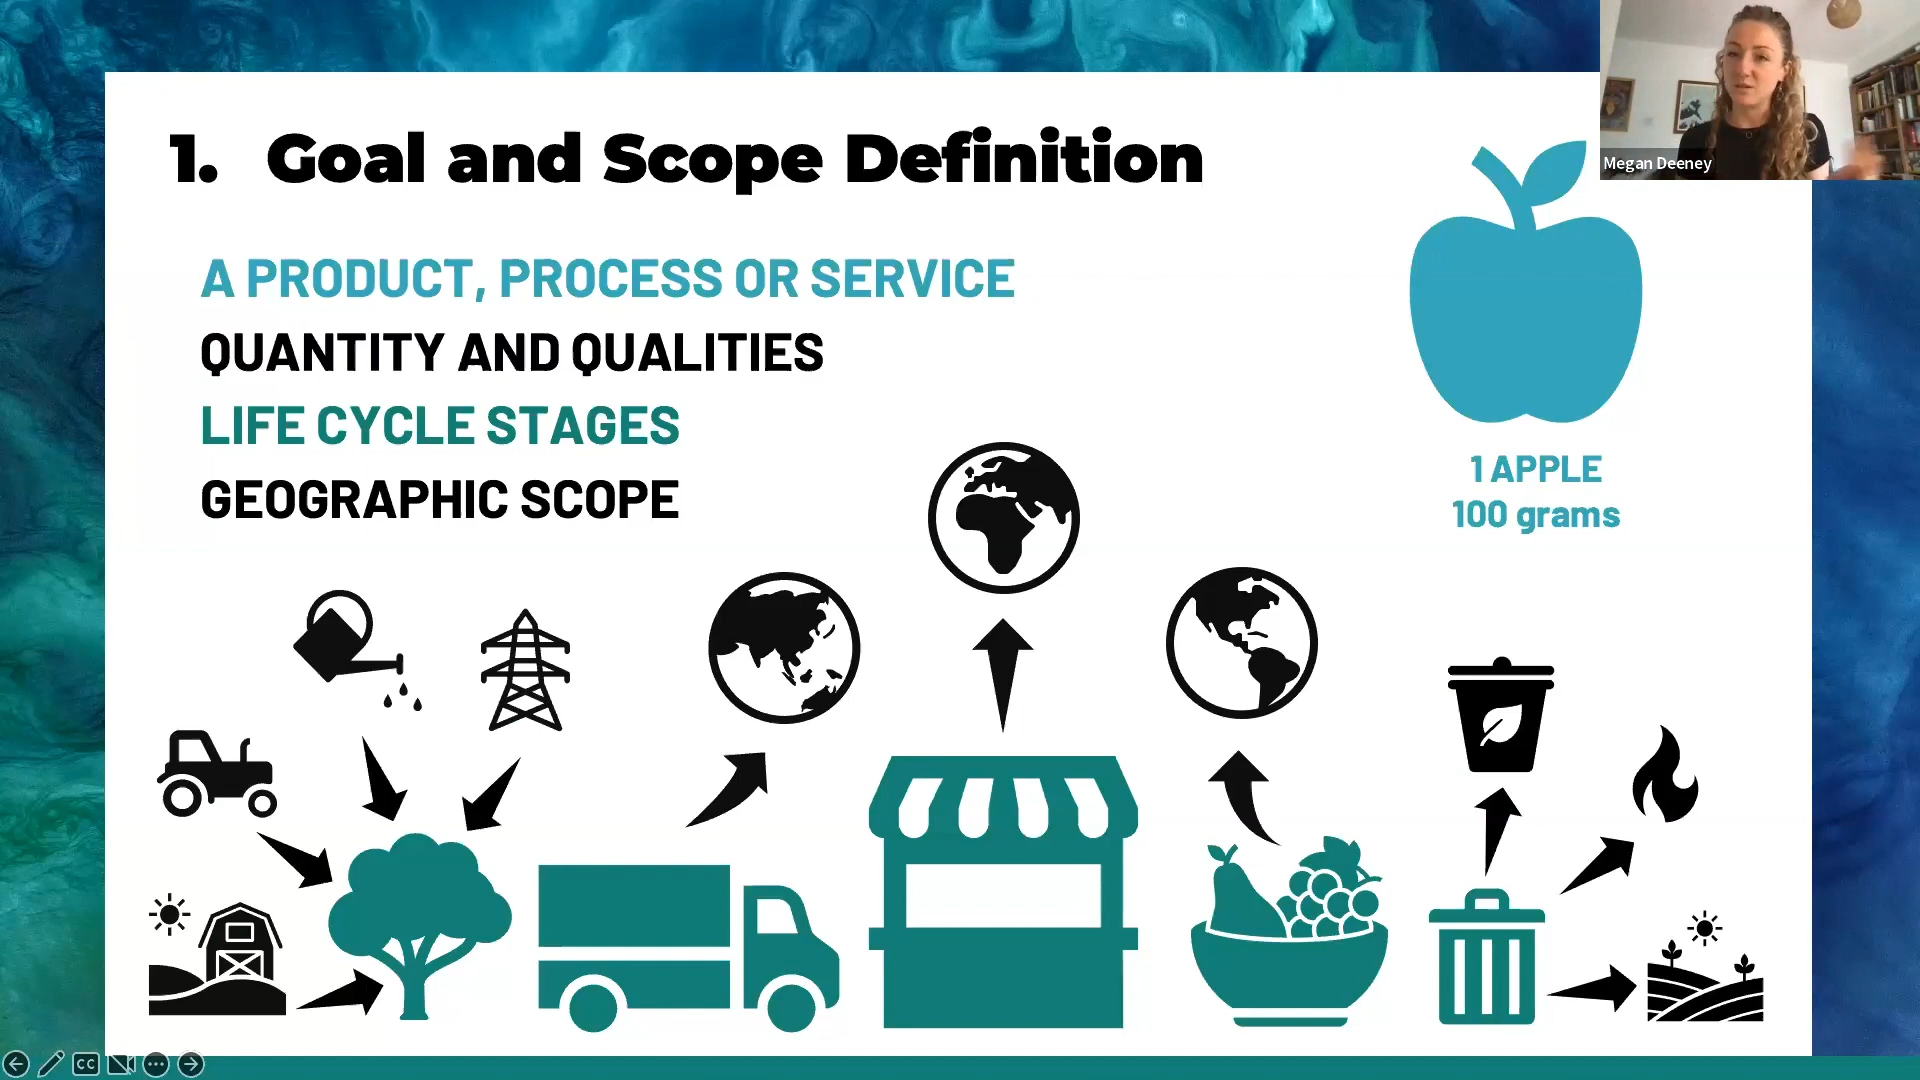 1. Goal and Scope Definition
A PRODUCT, PROCESS OR SERVICE
QUANTITY AND QUALITIES
LIFE CYCLE STAGES
GEOGRAPHIC SCOPE
1 APPLE
100 grams
Megan Deeney
CC